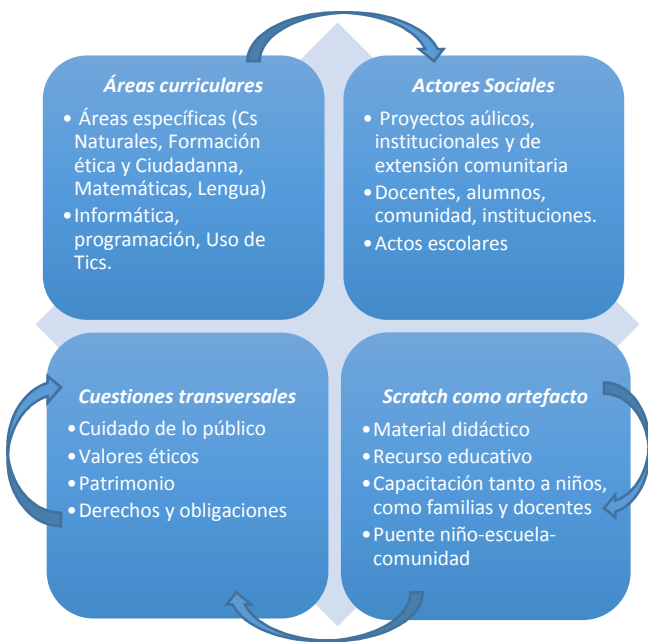 Áreas curriculares
• Áreas específicas (Cs
Naturales, Formación
ética y Ciudadanna,
Matemáticas, Lengua)
• Informática,
programación, Uso de
Tics.
Actores Sociales
• Proyectos aúlicos,
institucionales y de
extensión comunitaria
• Docentes, alumnos,
comunidad, instituciones.
• Actos escolares
Cuestiones transversales
• Cuidado de lo público
• Valores éticos
• Patrimonio
• Derechos y obligaciones
Scratch como artefacto
• Material didáctico
• Recurso educativo
• Capacitación tanto a niños,
como familias y docentes
• Puente niño-escuela-
comunidad